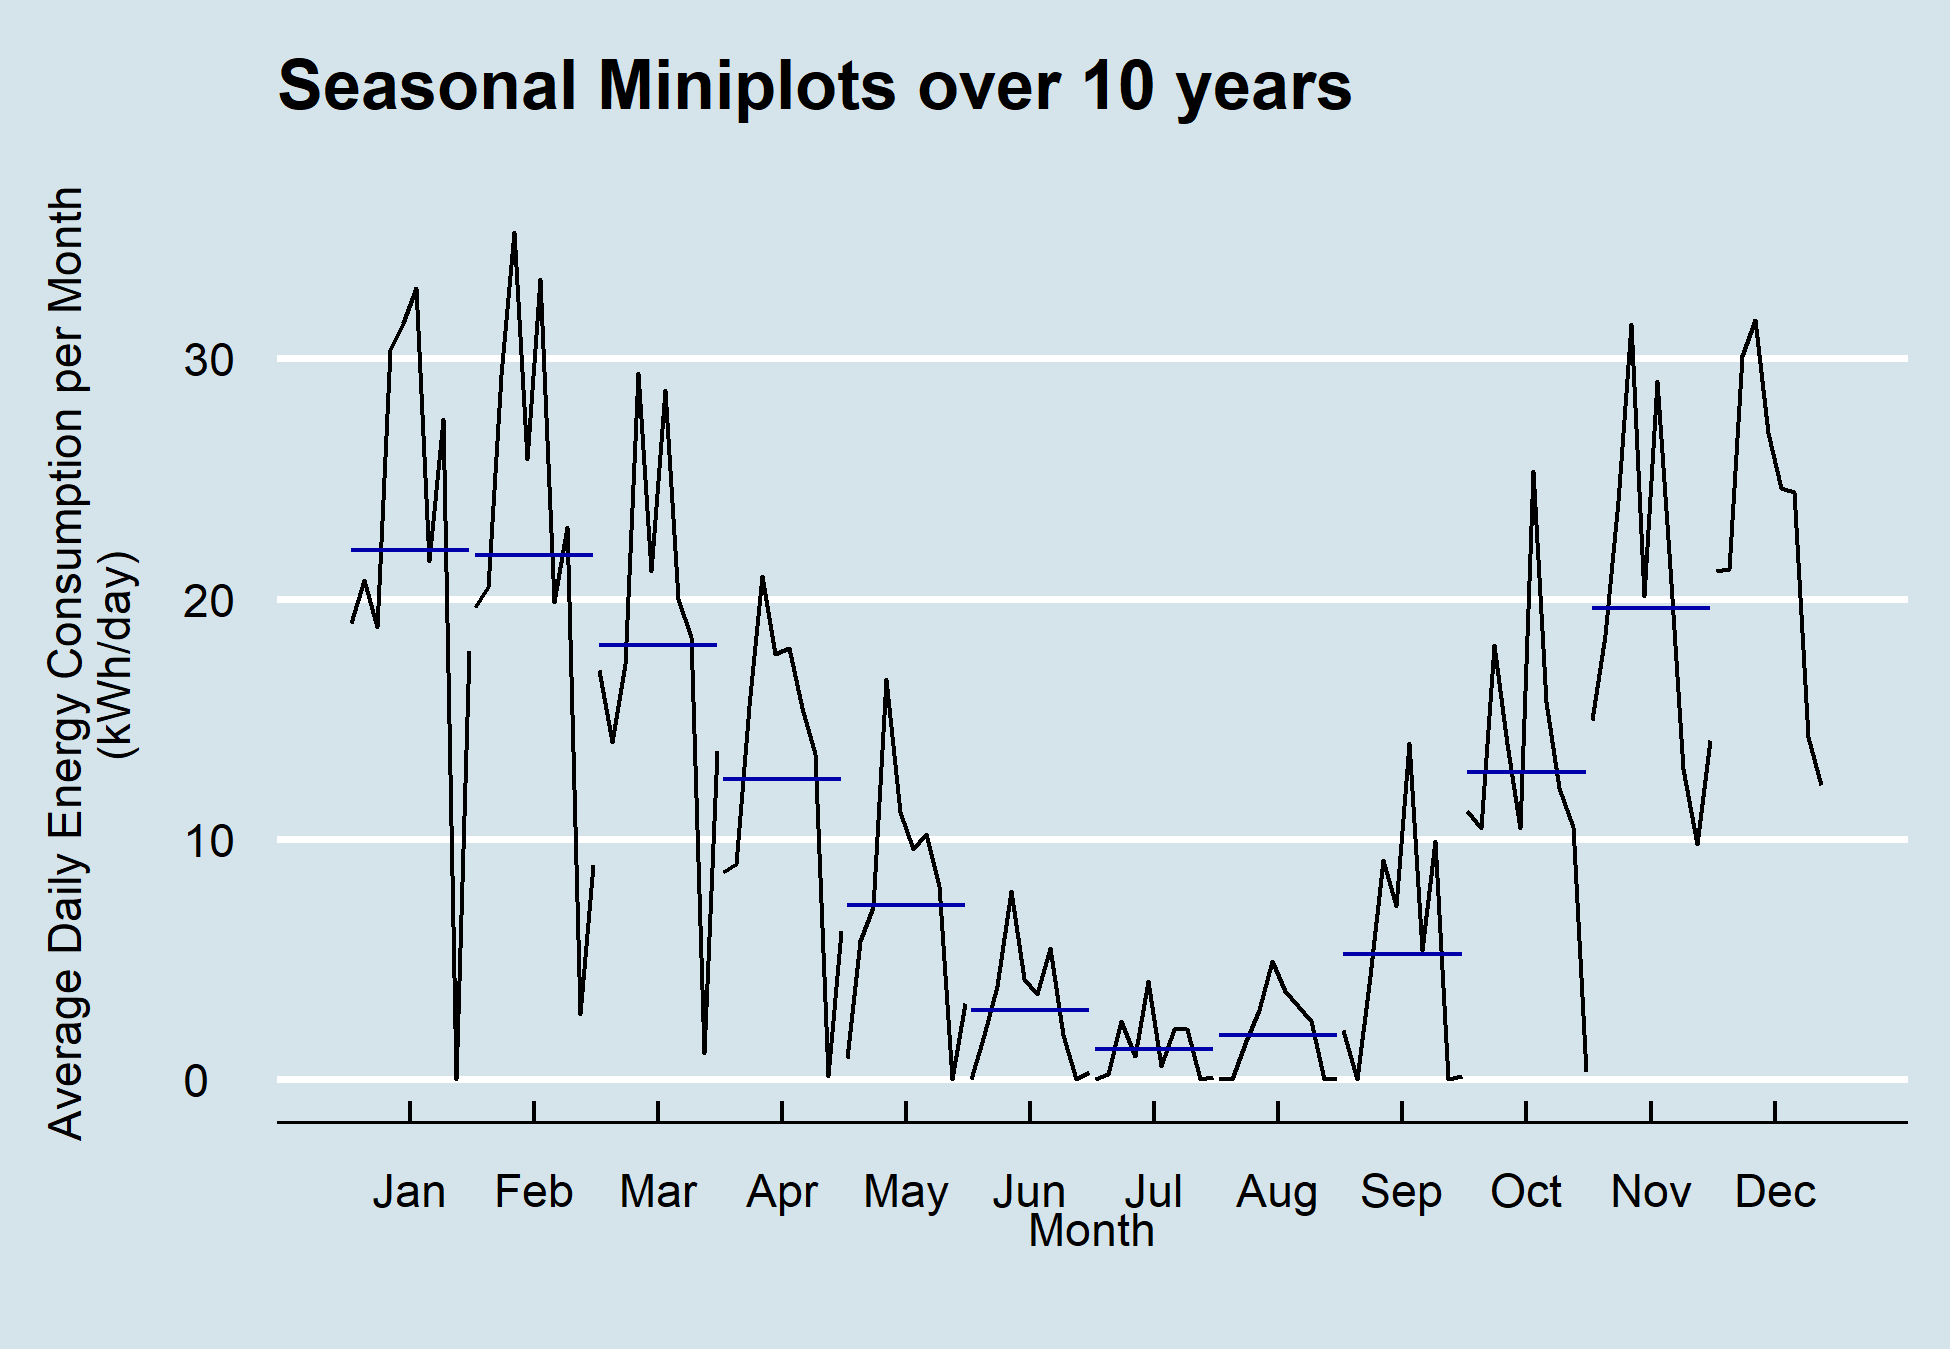 Seasonal Miniplots over 10 years
Average Daily Energy Consumption per Month
(kWh/day)
30
20
10
0
Jan Feb Mar Apr May Jun Jul Aug Sep Oct Nov Dec
Month